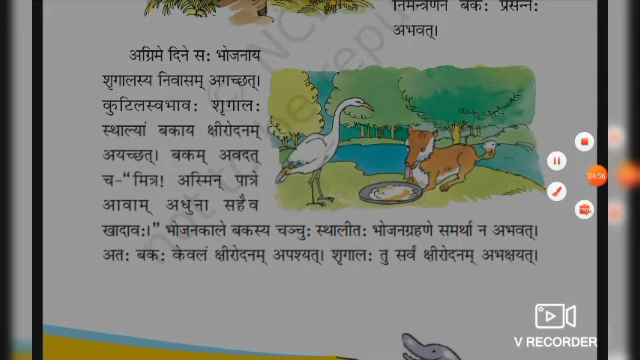 निमन्त्रणेन बकः प्रसन्नः
अभवत्।
अग्रिमे दिने सः भोजनाय
शृगालस्य निवासम् अगच्छत्।
कुटिलस्वभावः शृगालः
स्थाल्यां बकाय क्षीरोदनम्
अयच्छत्। बकम् अवदत्
च-“मित्र! अस्मिन् पात्रे
आवाम् अधुना सहैव
खादावः।” भोजनकाले बकस्य चञ्चुः स्थालीतः भोजनग्रहणे समर्था न अभवत्।
अतः बकः केवलं क्षीरोदनम् अपश्यत्। शृगालः तु सर्वं क्षीरोदनम् अभक्षयत्।
04:56
V RECORDER